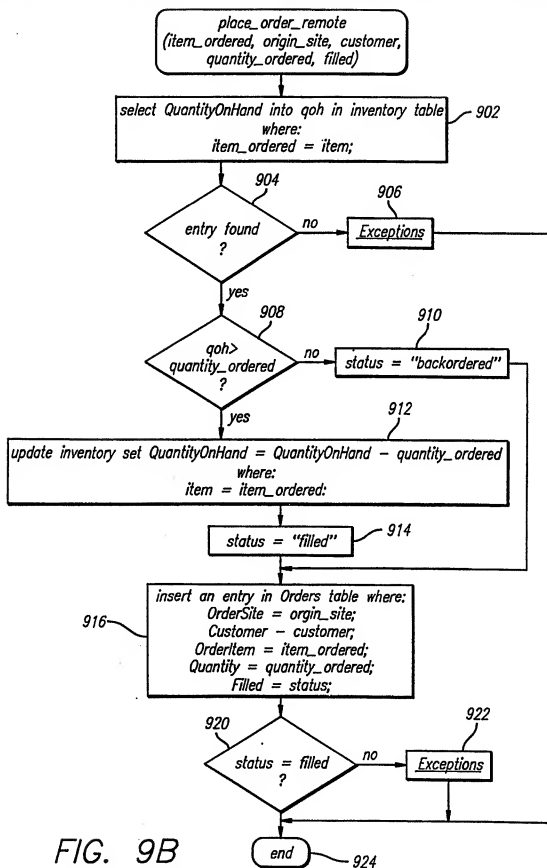 place_order_remote
(item_ordered, origin_site, customer,
quantity_ordered, filled)
select QuantityOnHand into qoh in inventory table
where:
item_ordered = item;
902
904
entry found
?
no
906
Exceptions
yes
908
qoh>
quantity_ordered
?
no
910
status = "backordered"
yes
912
update inventory set QuantityOnHand = QuantityOnHand – quantity_ordered
where:
item = item_ordered:
status = "filled"
914
916
insert an entry in Orders table where:
OrderSite = orgin_site;
Customer – customer;
OrderItem = item_ordered;
Quantity = quantity_ordered;
Filled = status;
920
status = filled
?
no
922
Exceptions
end
924
FIG. 9B